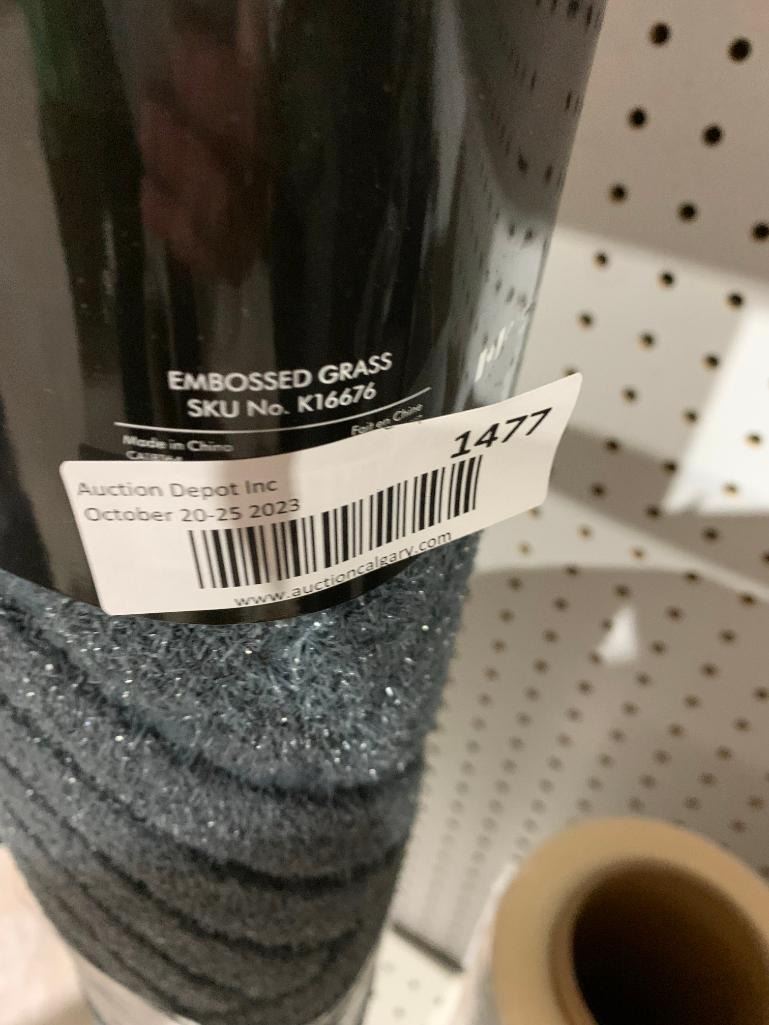 EMBOSSED GRASS
SKU No. K16676
Made in China
Fait en Chine
1477
Auction Depot Inc
October 20-25 2023
www.auctioncalgary.com